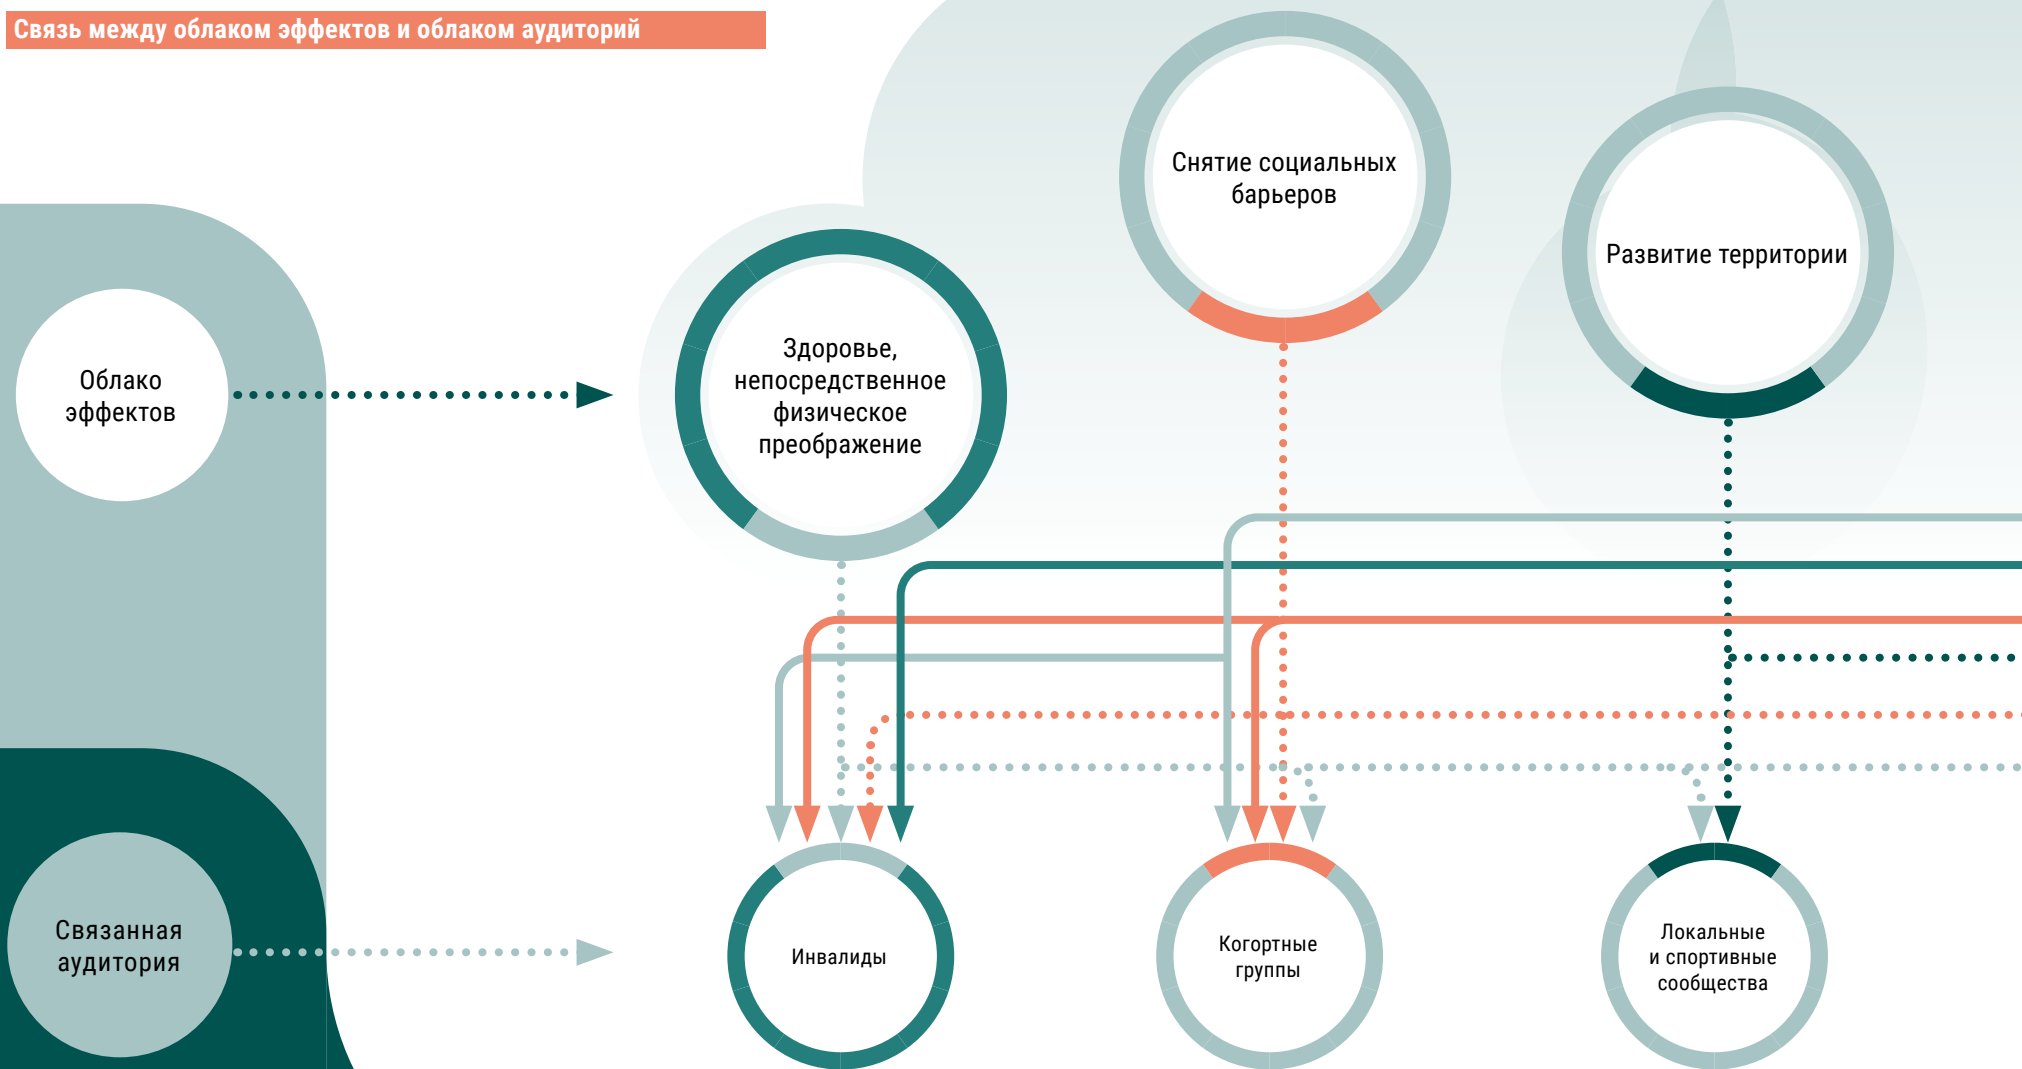 Связь между облаком эффектов и облаком аудиторий
Снятие социальных
барьеров
Развитие территории
Здоровье,
непосредственное
физическое
преображение
Облако
эффектов
Связанная
аудитория
Инвалиды
Когортные
группы
Локальные
и спортивные
сообщества